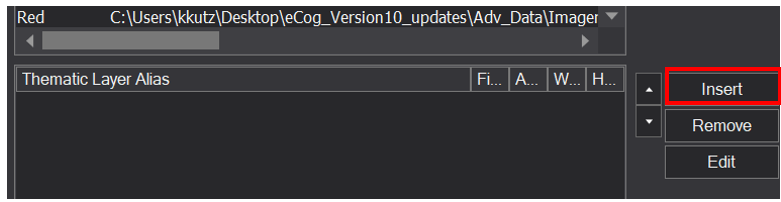 Red C:\Users\kkutz\Desktop\eCog_Version10_updates\Adv_Data\Imager
Thematic Layer Alias Fi... A... W... H...
Insert
Remove
Edit